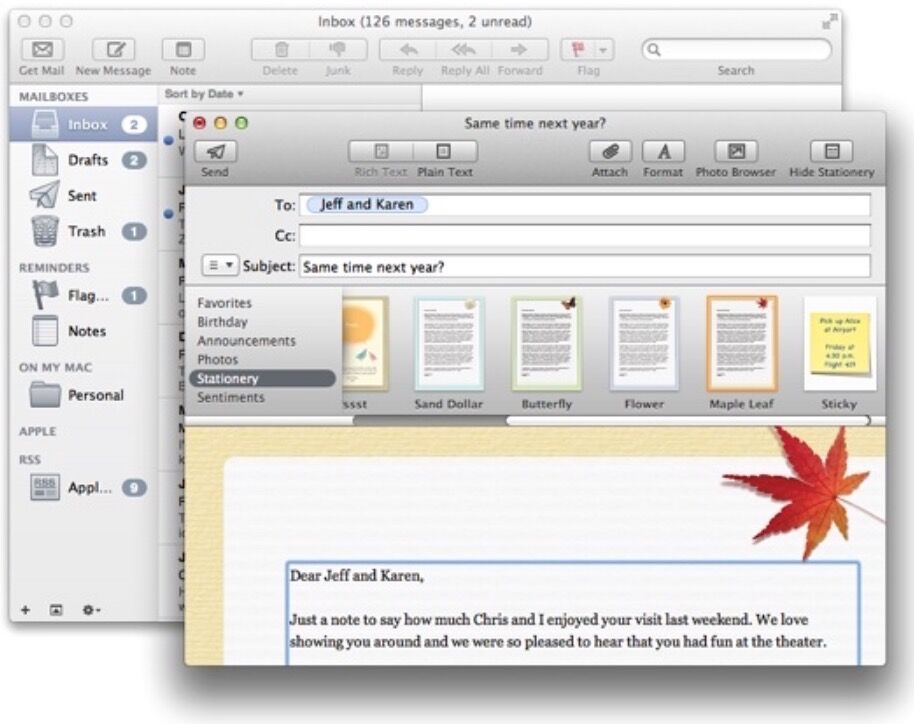 Inbox (126 messages, 2 unread)
Get Mail New Message Note Delete Junk Reply Reply All Forward Flag Search
MAILBOXES
Sort by Date
Inbox 2
Drafts 2
Sent
Trash 1
REMINDERS
Flag... 1
Notes
ON MY MAC
Personal
APPLE
RSS
RSS Appl... 9
Same time next year?
Send Rich Text Plain Text Attach Format Photo Browser Hide Stationery
To: Jeff and Karen
Cc:
Subject: Same time next year?
Favorites
Birthday
Announcements
Photos
Stationery
Sentiments
Pick up Alex
at Airport
Friday at
4:30 p.m.
ssst Sand Dollar Butterfly Flower Maple Leaf Sticky
Dear Jeff and Karen,
Just a note to say how much Chris and I enjoyed your visit last weekend. We love
showing you around and we were so pleased to hear that you had fun at the theater.